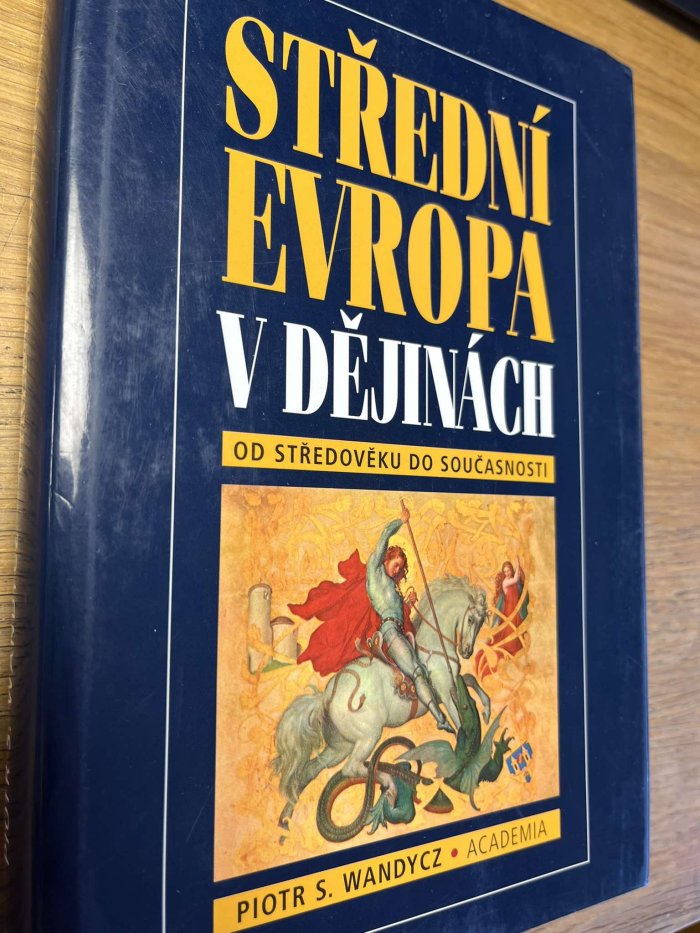 STŘEDNÍ
EVROPA
V DĚJINÁCH
OD STŘEDOVĚKU DO SOUČASNOSTI
PIOTR S. WANDYCZ • ACADEMIA